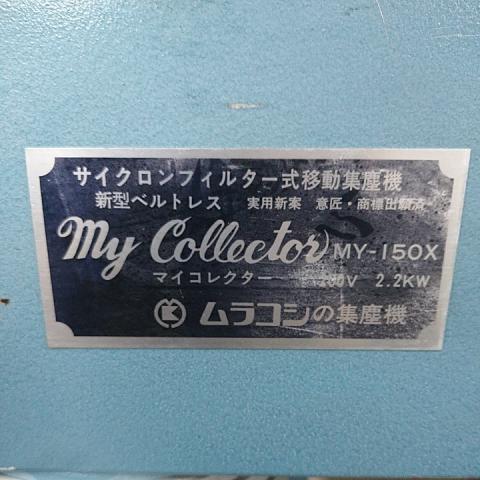 サイクロンフィルター式移動集塵機
新型ベルトレス 実用新案 意匠・商標出願済
my Collector MY-150X
マイコレクター 200V 2.2KW
ムラコシの集塵機